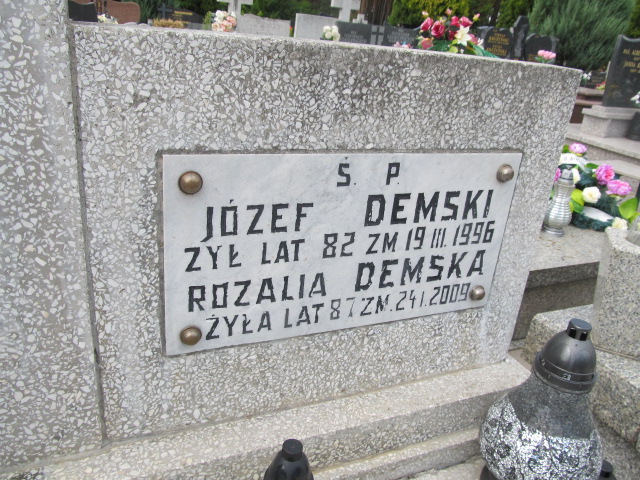 Ś. P.
JÓZEF DEMSKI
ŻYŁ LAT 82 ZM 19 III. 1996
ROZALIA DEMSKA
ŻYŁA LAT 87 ZM. 24 I. 2009